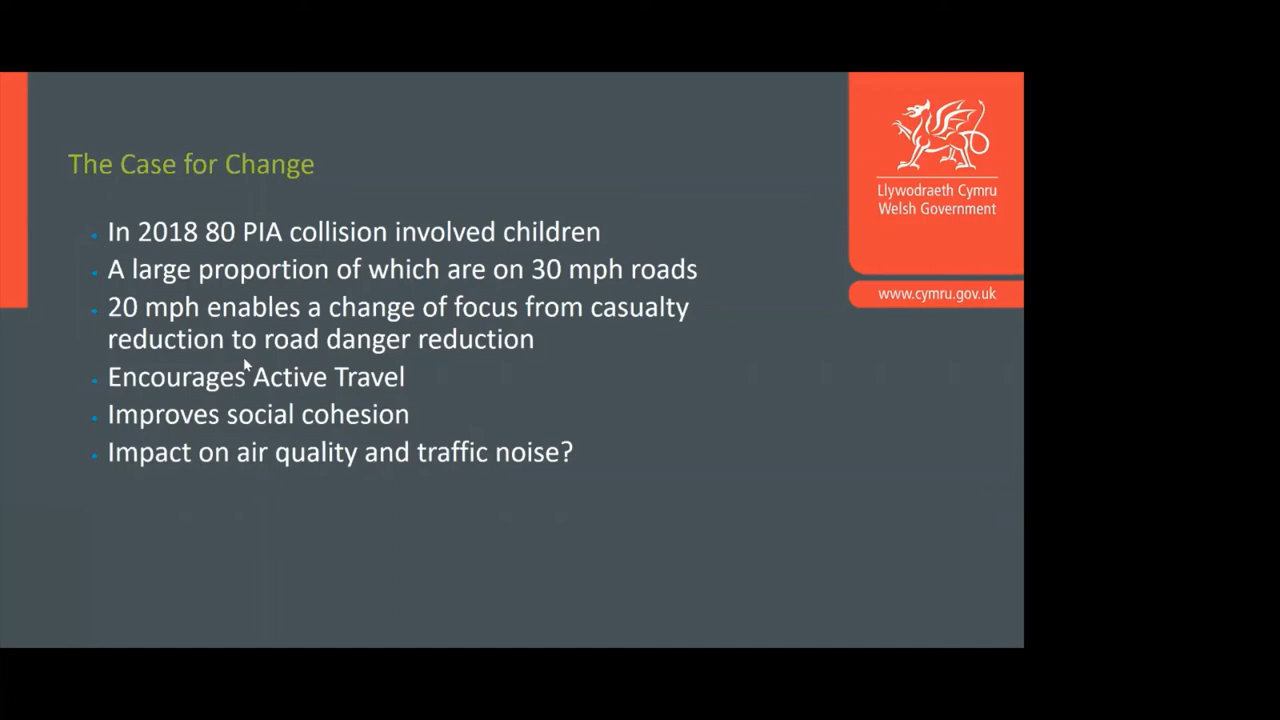 The Case for Change
In 2018 80 PIA collision involved children
A large proportion of which are on 30 mph roads
20 mph enables a change of focus from casualty
reduction to road danger reduction
Encourages Active Travel
Improves social cohesion
Impact on air quality and traffic noise?
Llywodraeth Cymru
Welsh Government
www.cymru.gov.uk